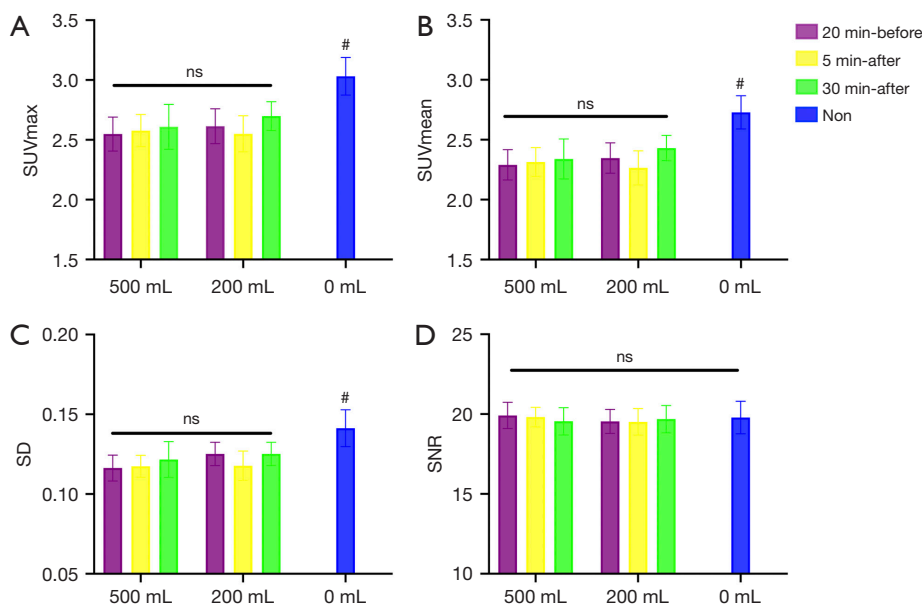 A
SUVmax
3.5
3.0
2.5
2.0
1.5
ns
#
500 mL
200 mL
0 mL
B
SUVmean
3.5
3.0
2.5
2.0
1.5
ns
#
500 mL
200 mL
0 mL
20 min-before
5 min-after
30 min-after
Non
C
SD
0.20
0.15
0.10
0.05
ns
#
500 mL
200 mL
0 mL
D
SNR
25
20
15
10
ns
500 mL
200 mL
0 mL